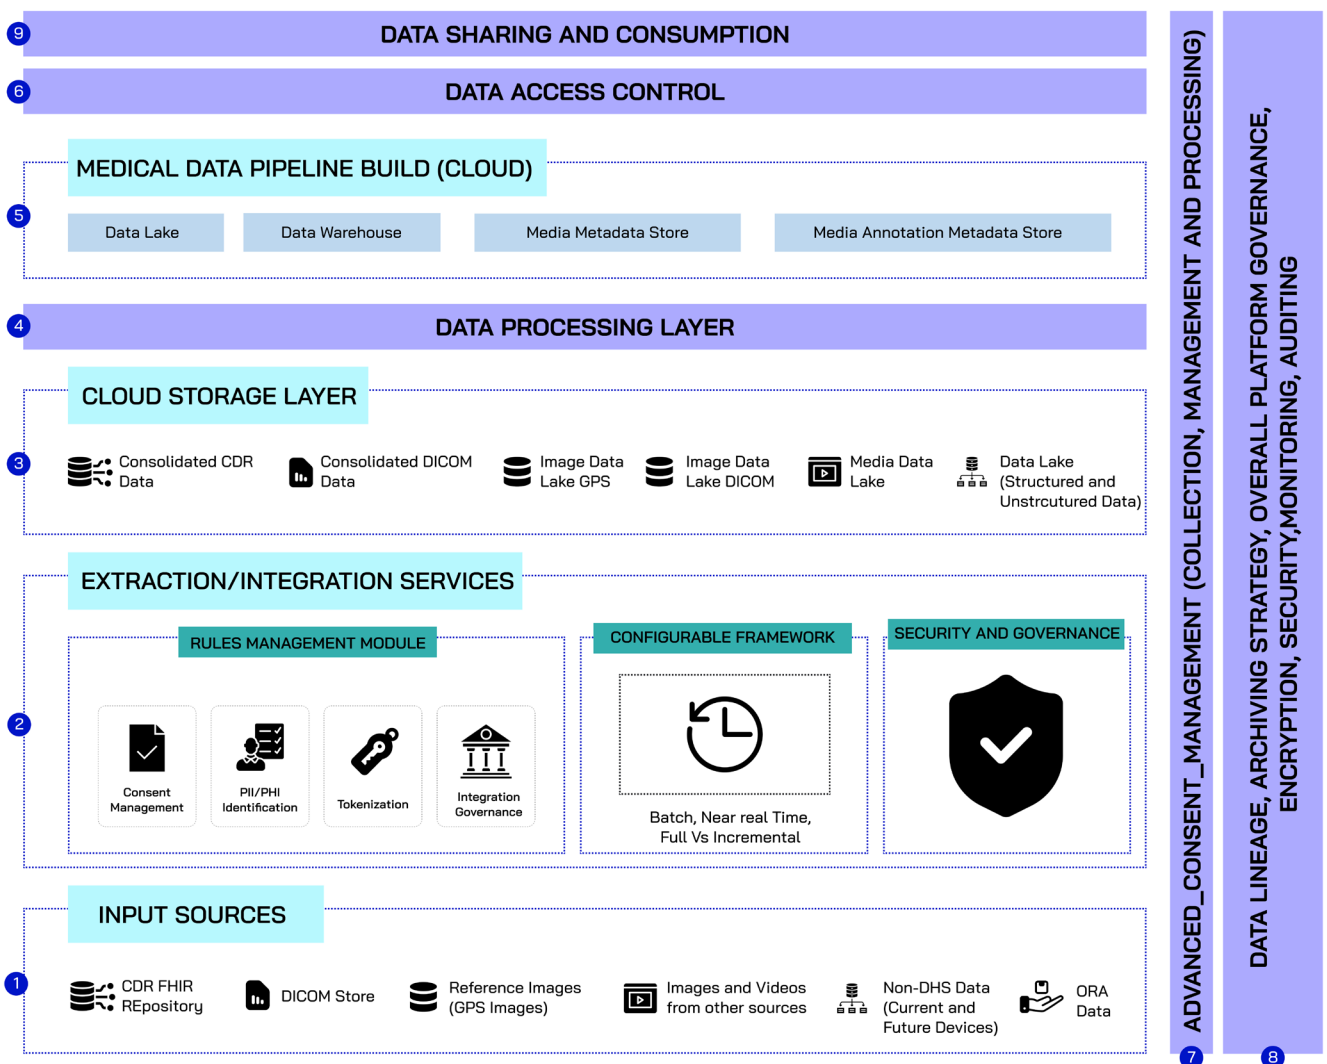 9
DATA SHARING AND CONSUMPTION
6
DATA ACCESS CONTROL
MEDICAL DATA PIPELINE BUILD (CLOUD)
5
Data Lake
Data Warehouse
Media Metadata Store
Media Annotation Metadata Store
4
DATA PROCESSING LAYER
CLOUD STORAGE LAYER
3
Consolidated CDR
Data
Consolidated DICOM
Data
Image Data
Lake GPS
Image Data
Lake DICOM
Media Data
Lake
Data Lake
(Structured and
Unstrcutured Data)
EXTRACTION/INTEGRATION SERVICES
2
RULES MANAGEMENT MODULE
Consent
Management
PII/PHI
Identification
Tokenization
Integration
Governance
CONFIGURABLE FRAMEWORK
Batch, Near real Time,
Full Vs Incremental
SECURITY AND GOVERNANCE
INPUT SOURCES
1
CDR FHIR
REpository
DICOM Store
Reference Images
(GPS Images)
Images and Videos
from other sources
Non-DHS Data
(Current and
Future Devices)
ORA
Data
ADVANCED_CONSENT_MANAGEMENT (COLLECTION, MANAGEMENT AND PROCESSING)
7
DATA LINEAGE, ARCHIVING STRATEGY, OVERALL PLATFORM GOVERNANCE,
ENCRYPTION, SECURITY,MONITORING, AUDITING
8